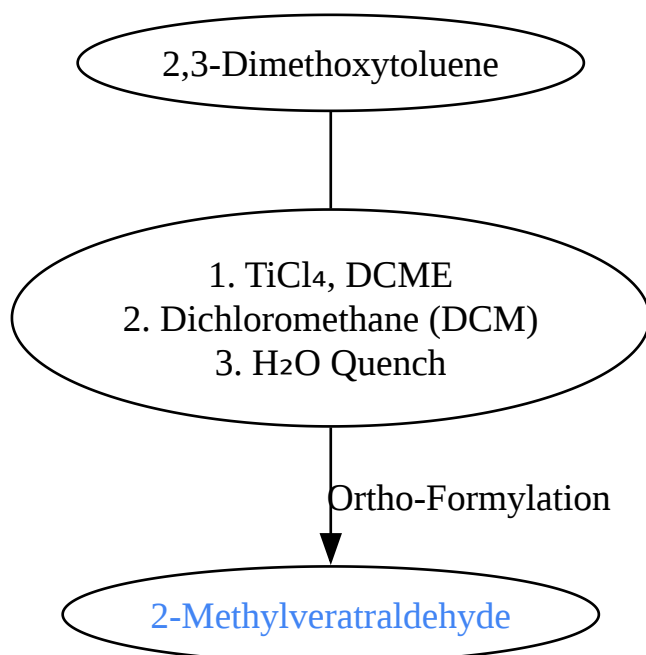 2,3-Dimethoxytoluene
1. TiCl₄, DCME
2. Dichloromethane (DCM)
3. H₂O Quench
Ortho-Formylation
2-Methylveratraldehyde